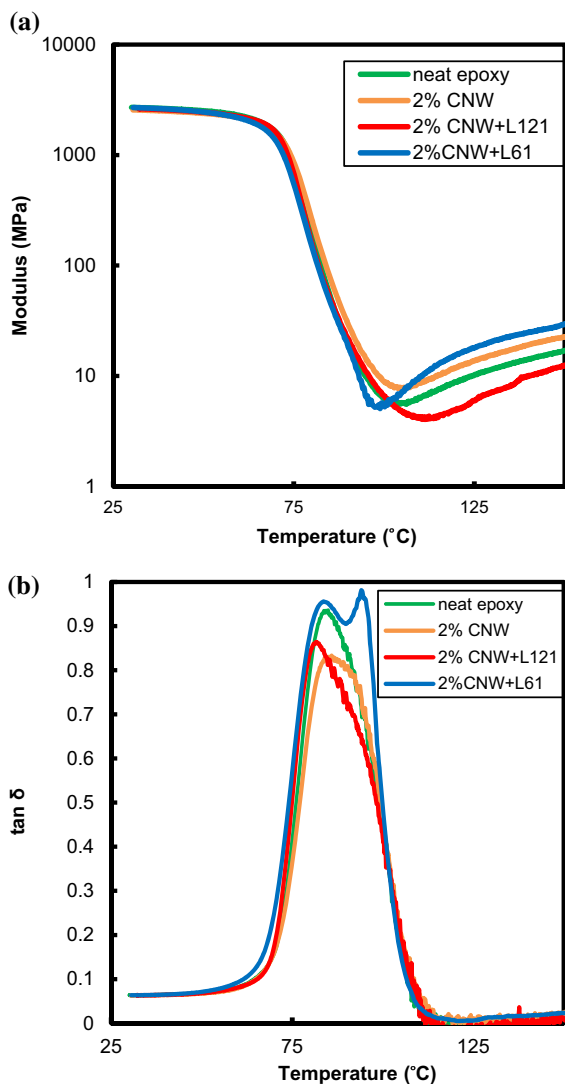 (a)
10000
1000
100
10
1
Modulus (MPa)
neat epoxy
2% CNW
2% CNW+L121
2%CNW+L61
25
75
125
Temperature (°C)
(b)
1
0.9
0.8
0.7
0.6
0.5
0.4
0.3
0.2
0.1
0
tan δ
neat epoxy
2% CNW
2% CNW+L121
2%CNW+L61
25
75
125
Temperature (°C)